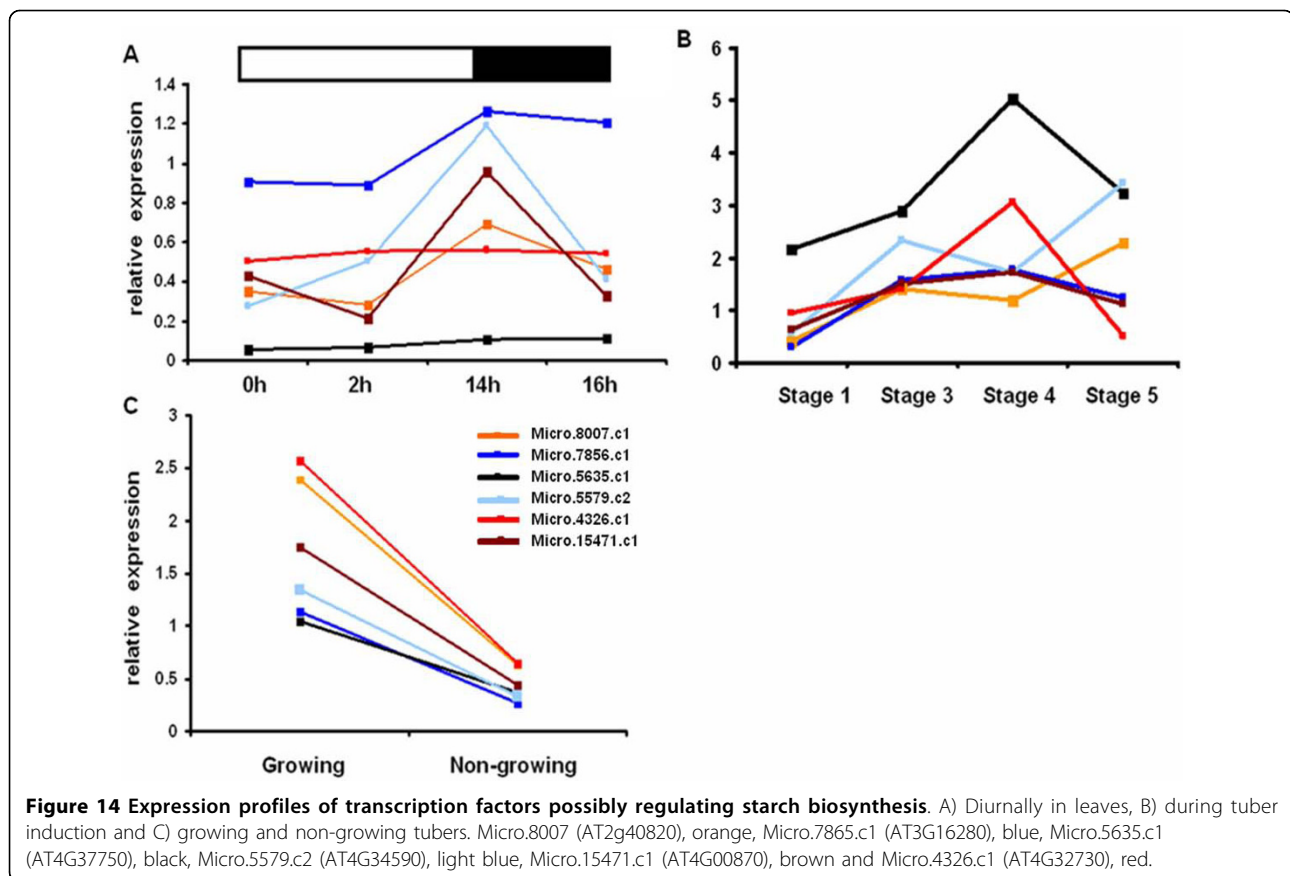 A
relative expression
1.4
1.2
1
0.8
0.6
0.4
0.2
0
0h 2h 14h 16h
B
6
5
4
3
2
1
0
Stage 1 Stage 3 Stage 4 Stage 5
C
relative expression
3
2.5
2
1.5
1
0.5
0
Growing Non-growing
Micro.8007.c1
Micro.7856.c1
Micro.5635.c1
Micro.5579.c2
Micro.4326.c1
Micro.15471.c1
Figure 14 Expression profiles of transcription factors possibly regulating starch biosynthesis. A) Diurnally in leaves, B) during tuber
induction and C) growing and non-growing tubers. Micro.8007 (AT2g40820), orange, Micro.7865.c1 (AT3G16280), blue, Micro.5635.c1
(AT4G37750), black, Micro.5579.c2 (AT4G34590), light blue, Micro.15471.c1 (AT4G00870), brown and Micro.4326.c1 (AT4G32730), red.